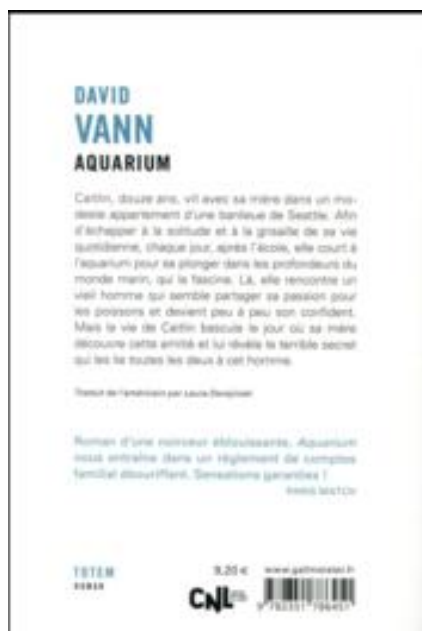 DAVID
VANN
AQUARIUM
Caitlin, douze ans, vit avec sa mère dans un mo-
deste appartement d'une banlieue de Seattle. Afin
d'échapper à la solitude et à la grisaille de sa vie
quotidienne, chaque jour, après l'école, elle court à
l'aquarium pour se plonger dans les profondeurs du
monde marin, qui la fascine. Là, elle rencontre un
vieil homme qui semble partager sa passion pour
les poissons et devient peu à peu son confident.
Mais la vie de Caitlin bascule le jour où sa mère
découvre cette amitié et lui révèle le terrible secret
qui les lie toutes les deux à cet homme.
Traduit de l'américain par Laura Derajinski
Roman d'une noirceur éblouissante, Aquarium
nous entraîne dans un règlement de comptes
familial ébouriffant. Sensations garanties !
PARIS MATCH
TOTEM
ROMAN
9,20 €
www.gallmeister.fr
CNL